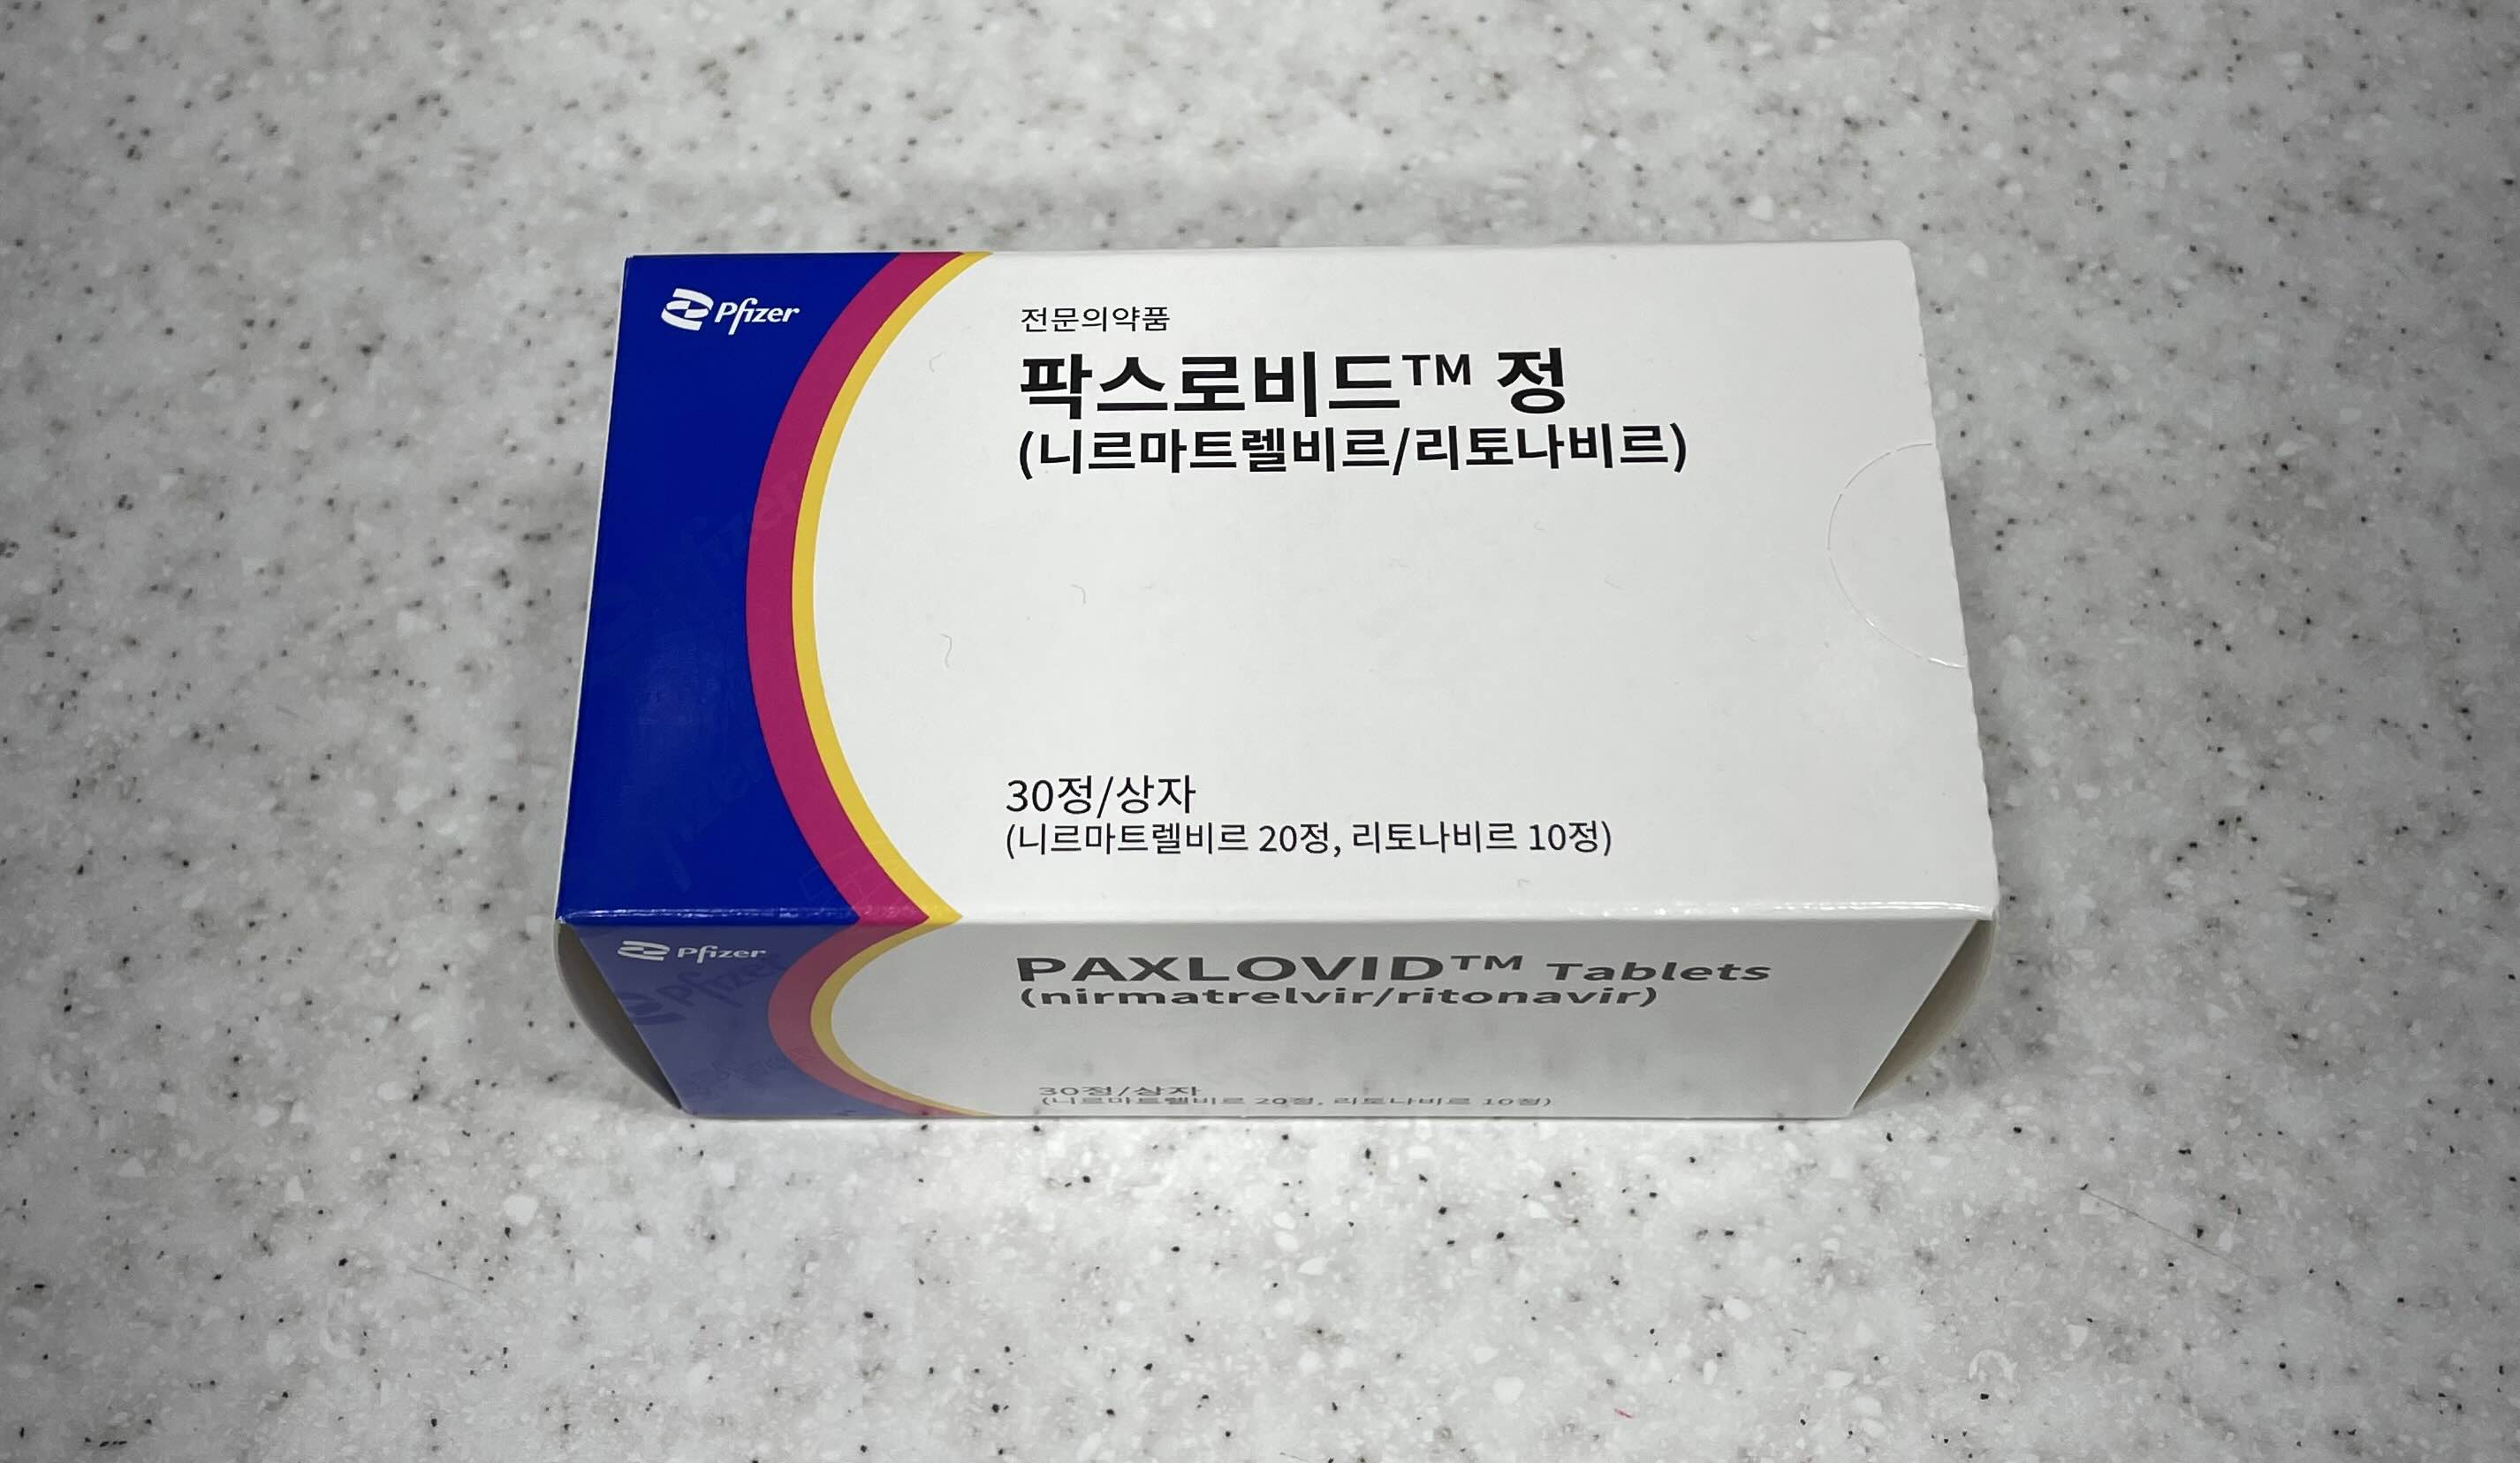 Pfizer
전문의약품
팍스로비드™ 정
(니르마트렐비르/리토나비르)
30정/상자
(니르마트렐비르 20정, 리토나비르 10정)
Pfizer
PAXLOVID™ Tablets
(nirmatrelvir/ritonavir)
30정/상자
(니르마트렐비르 20정, 리토나비르 10정)